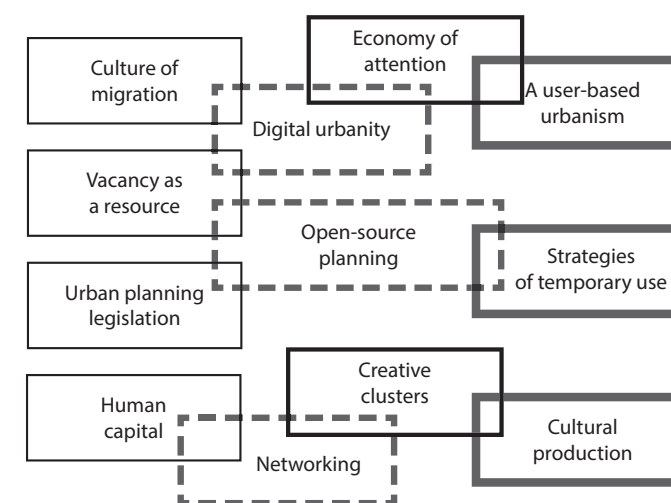 Culture of
migration
Economy of
attention
A user-based
urbanism
Digital urbanity
Vacancy as
a resource
Open-source
planning
Strategies
of temporary use
Urban planning
legislation
Creative
clusters
Human
capital
Networking
Cultural
production